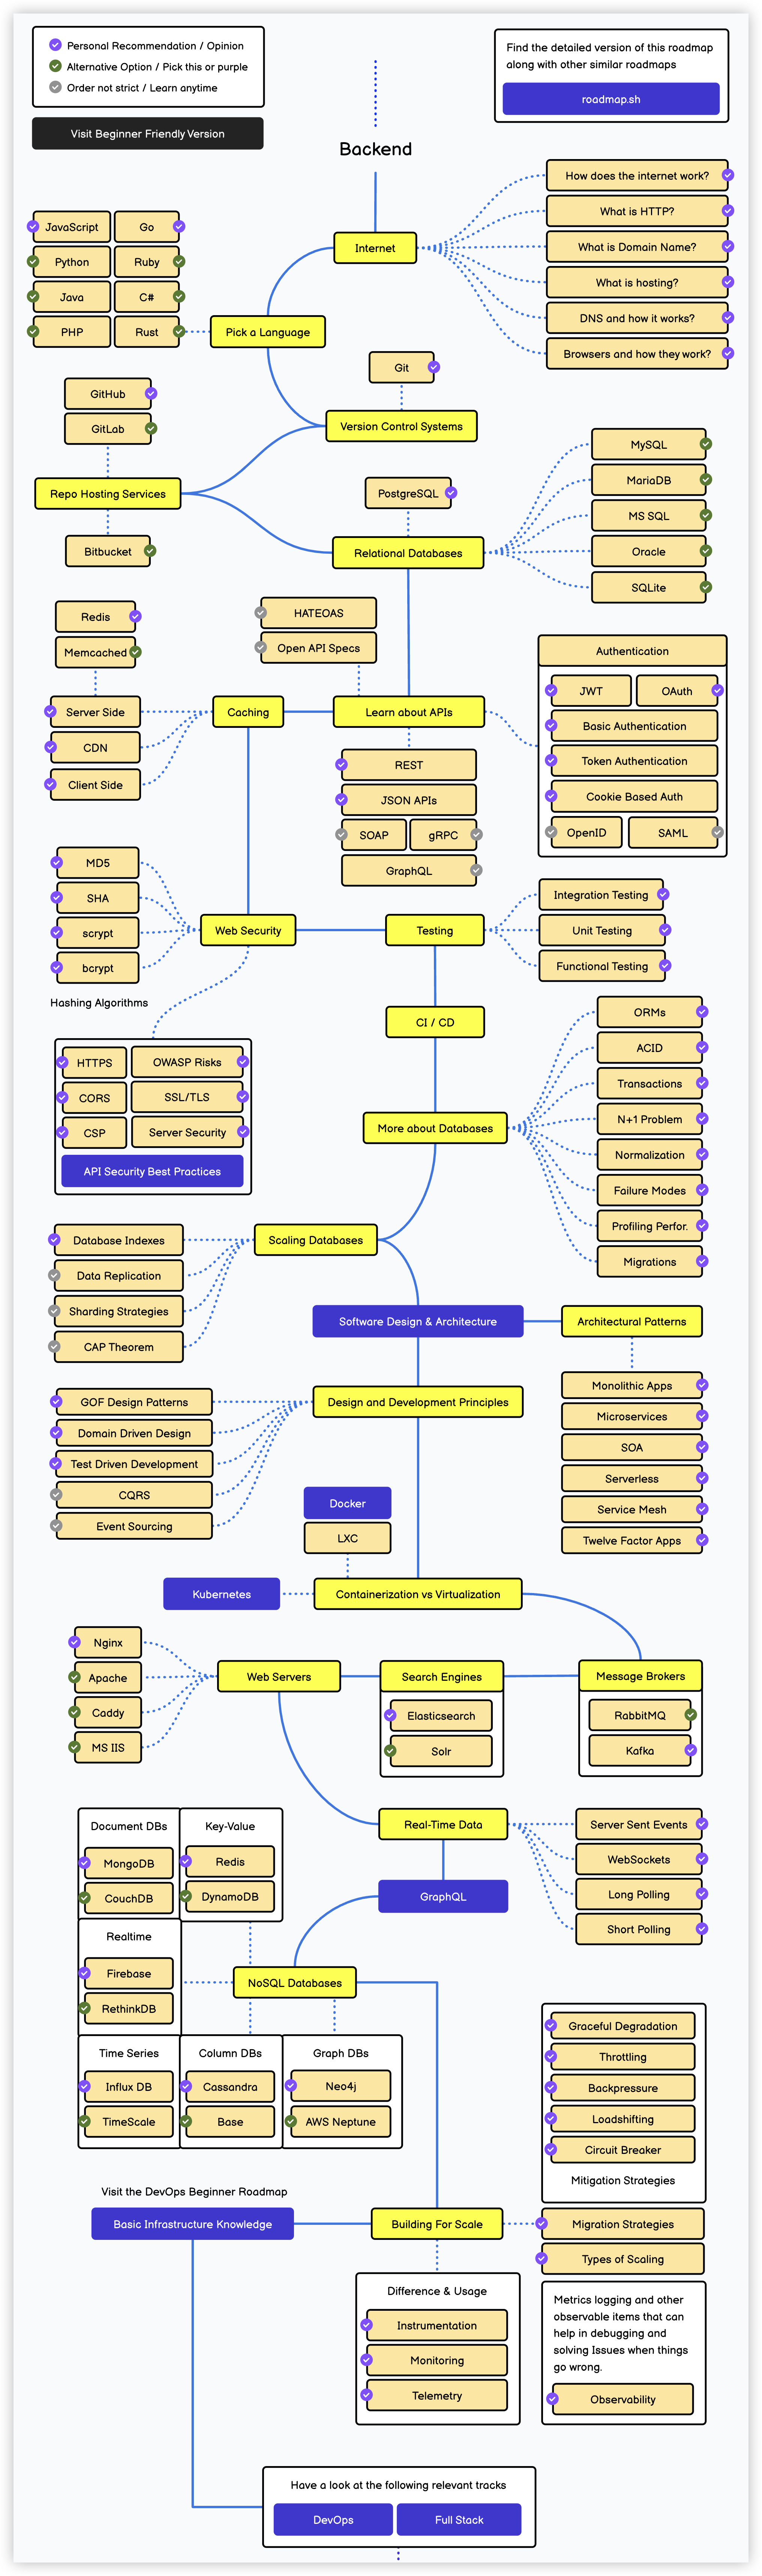 Personal Recommendation / Opinion
Alternative Option / Pick this or purple
Order not strict / Learn anytime
Visit Beginner Friendly Version
Find the detailed version of this roadmap
along with other similar roadmaps
roadmap.sh
Backend
Internet
How does the internet work?
What is HTTP?
What is Domain Name?
What is hosting?
DNS and how it works?
Browsers and how they work?
JavaScript
Go
Python
Ruby
Java
C#
PHP
Rust
Pick a Language
Git
Version Control Systems
GitHub
GitLab
Repo Hosting Services
Bitbucket
PostgreSQL
Relational Databases
MySQL
MariaDB
MS SQL
Oracle
SQLite
HATEOAS
Open API Specs
Learn about APIs
REST
JSON APIs
SOAP
gRPC
GraphQL
Authentication
JWT
OAuth
Basic Authentication
Token Authentication
Cookie Based Auth
OpenID
SAML
Redis
Memcached
Server Side
CDN
Client Side
Caching
MD5
SHA
scrypt
bcrypt
Hashing Algorithms
Web Security
Testing
Integration Testing
Unit Testing
Functional Testing
CI / CD
HTTPS
OWASP Risks
CORS
SSL/TLS
CSP
Server Security
API Security Best Practices
More about Databases
ORMs
ACID
Transactions
N+1 Problem
Normalization
Failure Modes
Profiling Perfor.
Migrations
Scaling Databases
Database Indexes
Data Replication
Sharding Strategies
CAP Theorem
Software Design & Architecture
Architectural Patterns
Monolithic Apps
Microservices
SOA
Serverless
Service Mesh
Twelve Factor Apps
Design and Development Principles
GOF Design Patterns
Domain Driven Design
Test Driven Development
CQRS
Event Sourcing
Docker
LXC
Kubernetes
Containerization vs Virtualization
Nginx
Apache
Caddy
MS IIS
Web Servers
Search Engines
Elasticsearch
Solr
Message Brokers
RabbitMQ
Kafka
Real-Time Data
Server Sent Events
WebSockets
Long Polling
Short Polling
GraphQL
Document DBs
MongoDB
CouchDB
Key-Value
Redis
DynamoDB
Realtime
Firebase
RethinkDB
NoSQL Databases
Time Series
Influx DB
TimeScale
Column DBs
Cassandra
Base
Graph DBs
Neo4j
AWS Neptune
Graceful Degradation
Throttling
Backpressure
Loadshifting
Circuit Breaker
Mitigation Strategies
Visit the DevOps Beginner Roadmap
Basic Infrastructure Knowledge
Building For Scale
Migration Strategies
Types of Scaling
Difference & Usage
Instrumentation
Monitoring
Telemetry
Metrics logging and other
observable items that can
help in debugging and
solving Issues when things
go wrong.
Observability
Have a look at the following relevant tracks
DevOps
Full Stack